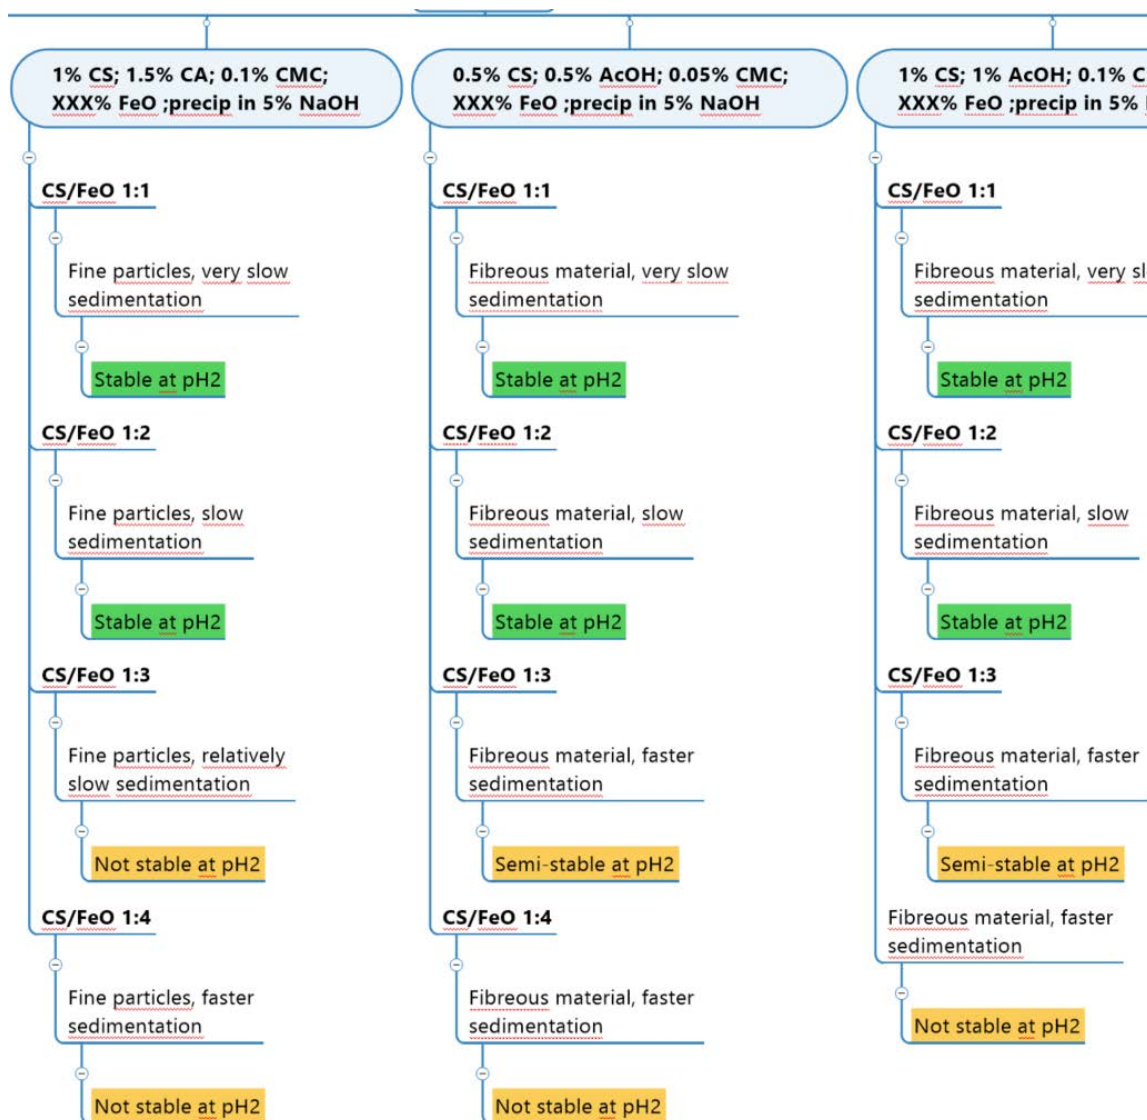 1% CS; 1.5% CA; 0.1% CMC;
XXX% FeO ;precip in 5% NaOH
CS/FeO 1:1
Fine particles, very slow
sedimentation
Stable at pH2
CS/FeO 1:2
Fine particles, slow
sedimentation
Stable at pH2
CS/FeO 1:3
Fine particles, relatively
slow sedimentation
Not stable at pH2
CS/FeO 1:4
Fine particles, faster
sedimentation
Not stable at pH2
0.5% CS; 0.5% AcOH; 0.05% CMC;
XXX% FeO ;precip in 5% NaOH
CS/FeO 1:1
Fibreous material, very slow
sedimentation
Stable at pH2
CS/FeO 1:2
Fibreous material, slow
sedimentation
Stable at pH2
CS/FeO 1:3
Fibreous material, faster
sedimentation
Semi-stable at pH2
CS/FeO 1:4
Fibreous material, faster
sedimentation
Not stable at pH2
1% CS; 1% AcOH; 0.1%
XXX% FeO ;precip in 5%
CS/FeO 1:1
Fibreous material, very
sedimentation
Stable at pH2
CS/FeO 1:2
Fibreous material, slow
sedimentation
Stable at pH2
CS/FeO 1:3
Fibreous material, faster
sedimentation
Semi-stable at pH2
Fibreous material, faster
sedimentation
Not stable at pH2